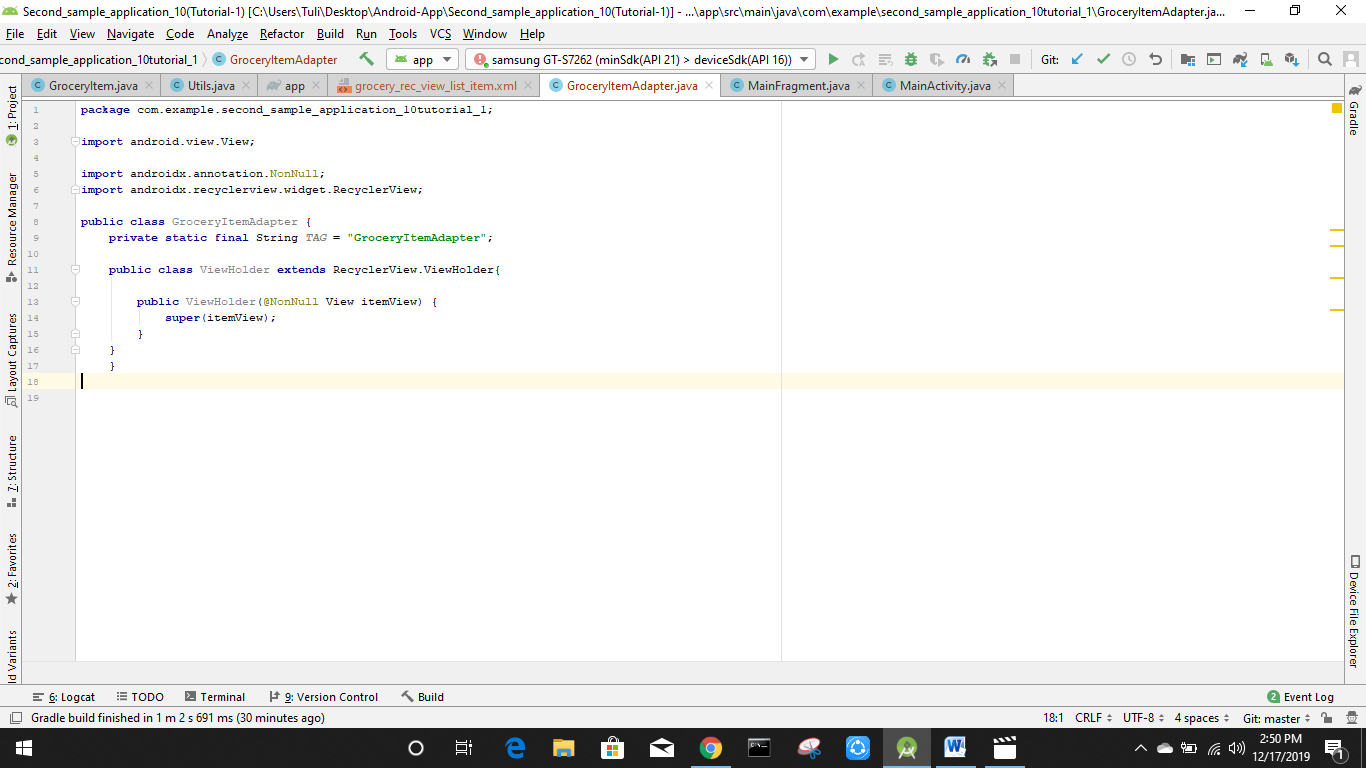 Second_sample_application_10(Tutorial-1) [C:\Users\Tuli\Desktop\Android-App\Second_sample_application_10(Tutorial-1)] - ...\app\src\main\java\com\example\second_sample_application_10tutorial_1\GroceryItemAdapter.ja...
File Edit View Navigate Code Analyze Refactor Build Run Tools VCS Window Help
cond_sample_application_10tutorial_1 GroceryItemAdapter app samsung GT-S7262 (minSdk(API 21) > deviceSdk(API 16)) Git:
GroceryItem.java Utils.java app grocery_rec_view_list_item.xml GroceryItemAdapter.java MainFragment.java MainActivity.java
1 package com.example.second_sample_application_10tutorial_1;
2
3 import android.view.View;
4
5 import androidx.annotation.NonNull;
6 import androidx.recyclerview.widget.RecyclerView;
7
8 public class GroceryItemAdapter {
9 private static final String TAG = "GroceryItemAdapter";
10
11 public class ViewHolder extends RecyclerView.ViewHolder{
12
13 public ViewHolder(@NonNull View itemView) {
14 super(itemView);
15 }
16 }
17 }
18
19
1: Project
Resource Manager
Layout Captures
7: Structure
2: Favorites
ld Variants
Gradle
Device File Explorer
6: Logcat TODO Terminal 9: Version Control Build 2 Event Log
Gradle build finished in 1 m 2 s 691 ms (30 minutes ago) 18:1 CRLF UTF-8 4 spaces Git: master
2:50 PM
12/17/2019
1